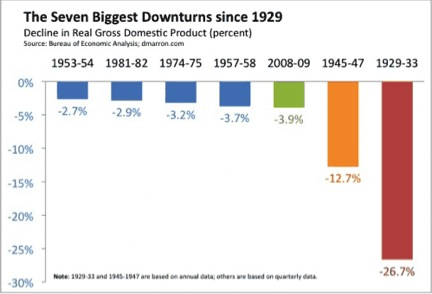 The Seven Biggest Downturns since 1929
Decline in Real Gross Domestic Product (percent)
Source: Bureau of Economic Analysis; dmarron.com
1953-54 1981-82 1974-75 1957-58 2008-09 1945-47 1929-33
0%
-2.7% -2.9% -3.2% -3.7% -3.9%
-5%
-10%
-12.7%
-15%
-20%
-25%
-26.7%
Note: 1929-33 and 1945-1947 are based on annual data; others are based on quarterly data.
-30%